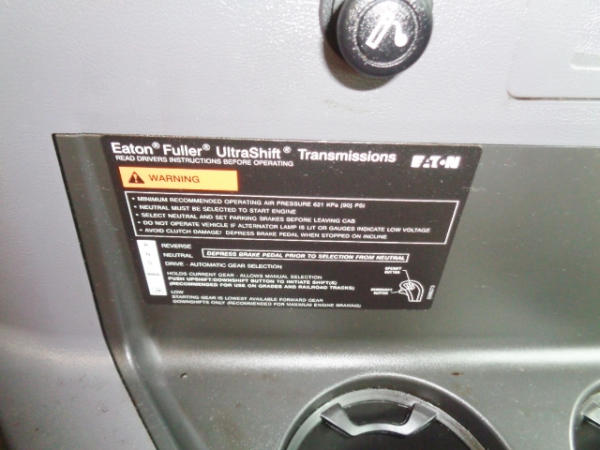 Eaton® Fuller® UltraShift® Transmissions EATON
READ DRIVERS INSTRUCTIONS BEFORE OPERATING
WARNING
• MINIMUM RECOMMENDED OPERATING AIR PRESSURE 621 KPa (90) PSI
• NEUTRAL MUST BE SELECTED TO START ENGINE
• SELECT NEUTRAL AND SET PARKING BRAKES BEFORE LEAVING CAB
• DO NOT OPERATE VEHICLE IF ALTERNATOR LAMP IS LIT OR GAUGES INDICATE LOW VOLTAGE
• AVOID CLUTCH DAMAGE! DEPRESS BRAKE PEDAL WHEN STOPPED ON INCLINE
R REVERSE
N NEUTRAL DEPRESS BRAKE PEDAL PRIOR TO SELECTION FROM NEUTRAL
DRIVE - AUTOMATIC GEAR SELECTION
HOLDS CURRENT GEAR - ALLOWS MANUAL SELECTION
PUSH UPSHIFT/DOWNSHIFT BUTTON TO INITIATE SHIFT(S)
(RECOMMENDED FOR USE ON GRADES AND RAILROAD TRACKS)
LOW
STARTING GEAR IS LOWEST AVAILABLE FORWARD GEAR
DOWNSHIFTS ONLY (RECOMMENDED FOR MAXIMUM ENGINE BRAKING)
UPSHIFT
BUTTON
DOWNSHIFT
BUTTON